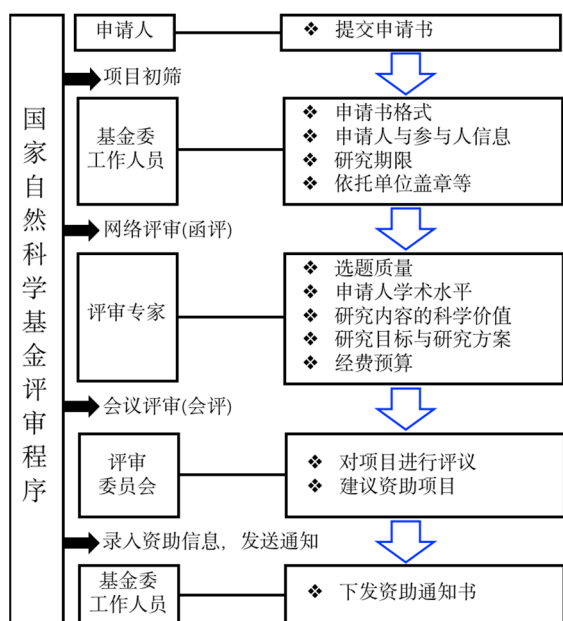 国家自然科学基金评审程序
申请人
❖ 提交申请书
项目初筛
基金委
工作人员
❖ 申请书格式
❖ 申请人与参与人信息
❖ 研究期限
❖ 依托单位盖章等
网络评审(函评)
评审专家
❖ 选题质量
❖ 申请人学术水平
❖ 研究内容的科学价值
❖ 研究目标与研究方案
❖ 经费预算
会议评审(会评)
评审
委员会
❖ 对项目进行评议
❖ 建议资助项目
录入资助信息，发送通知
基金委
工作人员
❖ 下发资助通知书